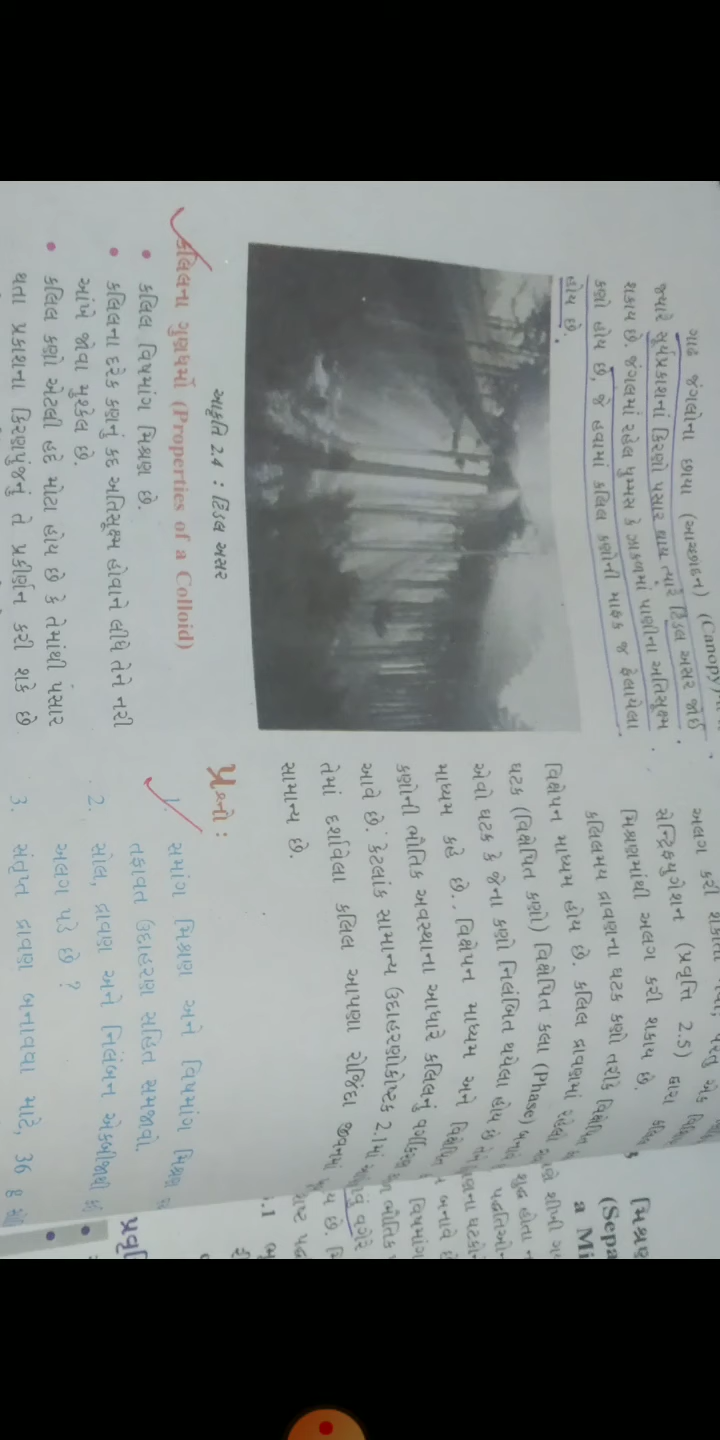 ગાઢ જંગલોના છાયા (આચ્છાદન) (Canopy)
જ્યારે સૂર્યપ્રકાશનાં કિરણો પસાર થાય ત્યારે ટિંડલ અસર જોઈ
શકાય છે. જંગલમાં રહેલ ધુમ્મસ કે ઝાકળમાં પાણીના અતિસૂક્ષ્મ
કણો હોય છે, જે હવામાં કલિલ કણોની માફક જ ફેલાયેલા
હોય છે.
આકૃતિ 2.4 : ટિંડલ અસર
કલિલના ગુણધર્મો (Properties of a Colloid)
• કલિલ વિષમાંગ મિશ્રણ છે.
• કલિલના દરેક કણનું કદ અતિસૂક્ષ્મ હોવાને લીધે તેને નરી
આંખે જોવા મુશ્કેલ છે.
• કલિલ કણો એટલી હદે મોટા હોય છે કે તેમાંથી પસાર
થતા પ્રકાશના કિરણપુંજનું તે પ્રકીર્ણન કરી શકે છે
અલગ કરી શકાતા પરંતુ એક
સેન્ટ્રિફ્યુગેશન (પ્રવૃત્તિ 2.5) દ્વારા
મિશ્રણમાંથી અલગ કરી શકાય છે.
કલિલમય દ્રાવણના ઘટક કણો તરીકે
વિક્ષેપન માધ્યમ હોય છે. કલિલ દ્રાવણમાં રહેલો
ઘટક (વિક્ષેપિત કણો) વિક્ષેપિત કલા (Phase)
એવો ઘટક કે જેના કણો નિલંબિત થયેલા હોય છે
માધ્યમ કહે છે. વિક્ષેપન માધ્યમ અને
કણોની ભૌતિક અવસ્થાના આધારે કલિલનું
આવે છે. કેટલાંક સામાન્ય ઉદાહરણો કોષ્ટક 2.1માં
તેમાં દર્શાવેલા કલિલ આપણા રોજિંદા જીવનમાં
સામાન્ય છે.
પ્રશ્નો :
1. સમાંગ મિશ્રણ અને વિષમાંગ મિશ્રણ
તફાવત ઉદાહરણ સહિત સમજાવો.
2. સોલ, દ્રાવણ અને નિલંબન એકબીજાથી
અલગ પડે છે ?
3. સંતૃપ્ત દ્રાવણ બનાવવા માટે, 36
(Sepa
a Mi